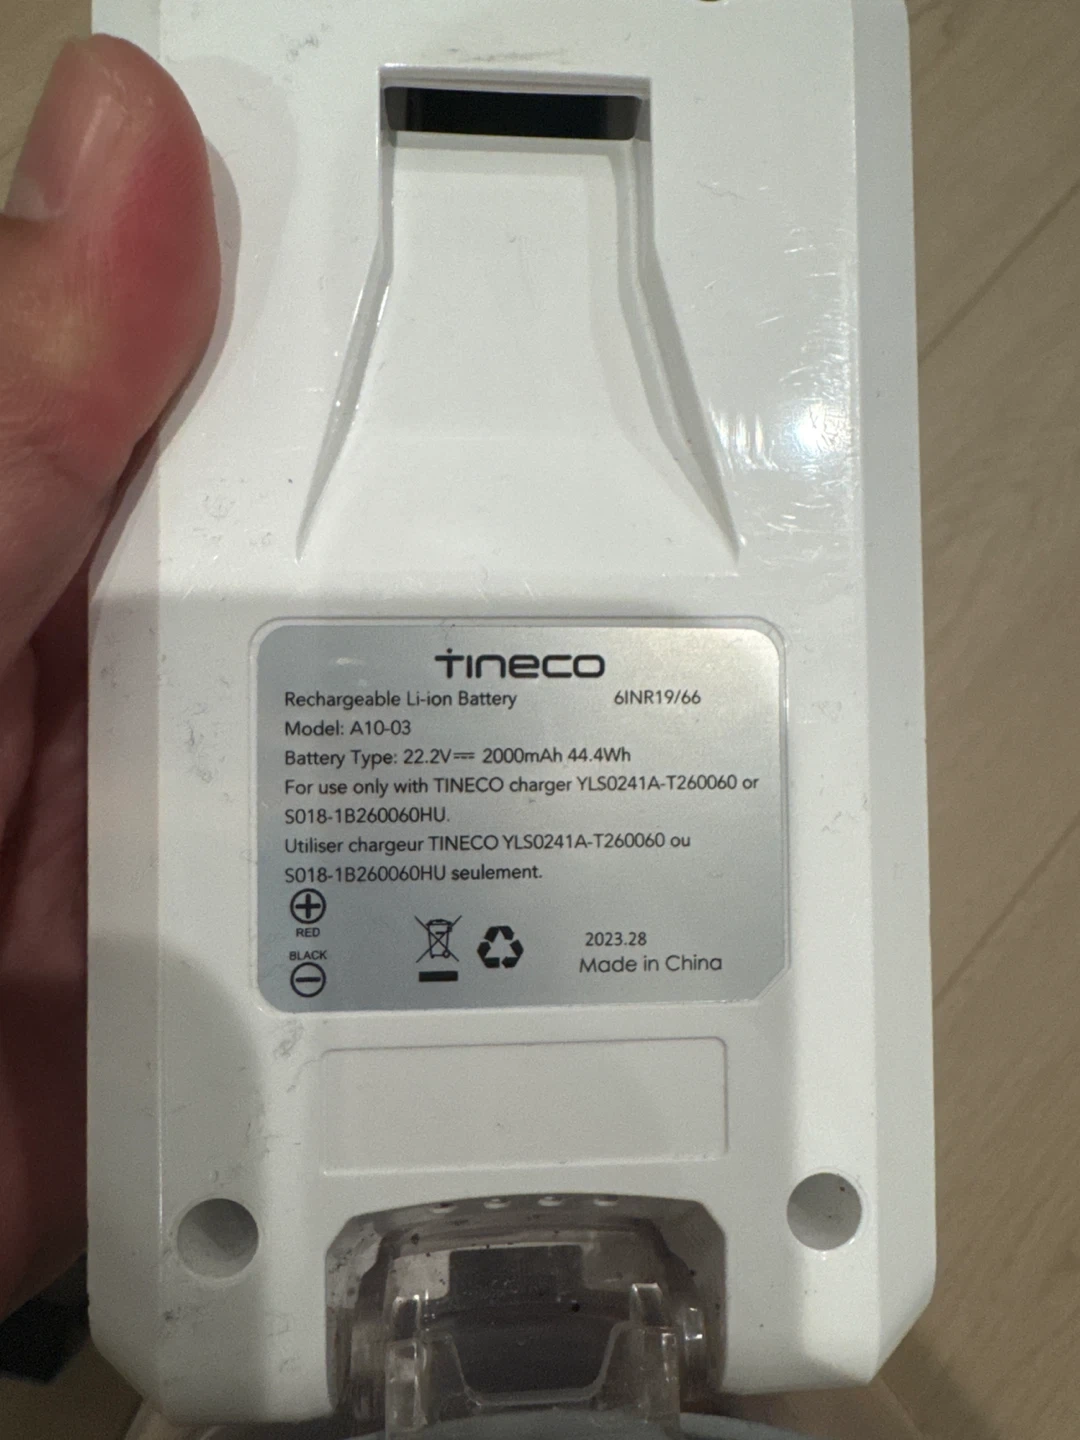 TINECO
Rechargeable Li-ion Battery 6INR19/66
Model: A10-03
Battery Type: 22.2V⎓ 2000mAh 44.4Wh
For use only with TINECO charger YLS0241A-T260060 or
S018-1B260060HU.
Utiliser chargeur TINECO YLS0241A-T260060 ou
S018-1B260060HU seulement.
RED
BLACK
2023.28
Made in China